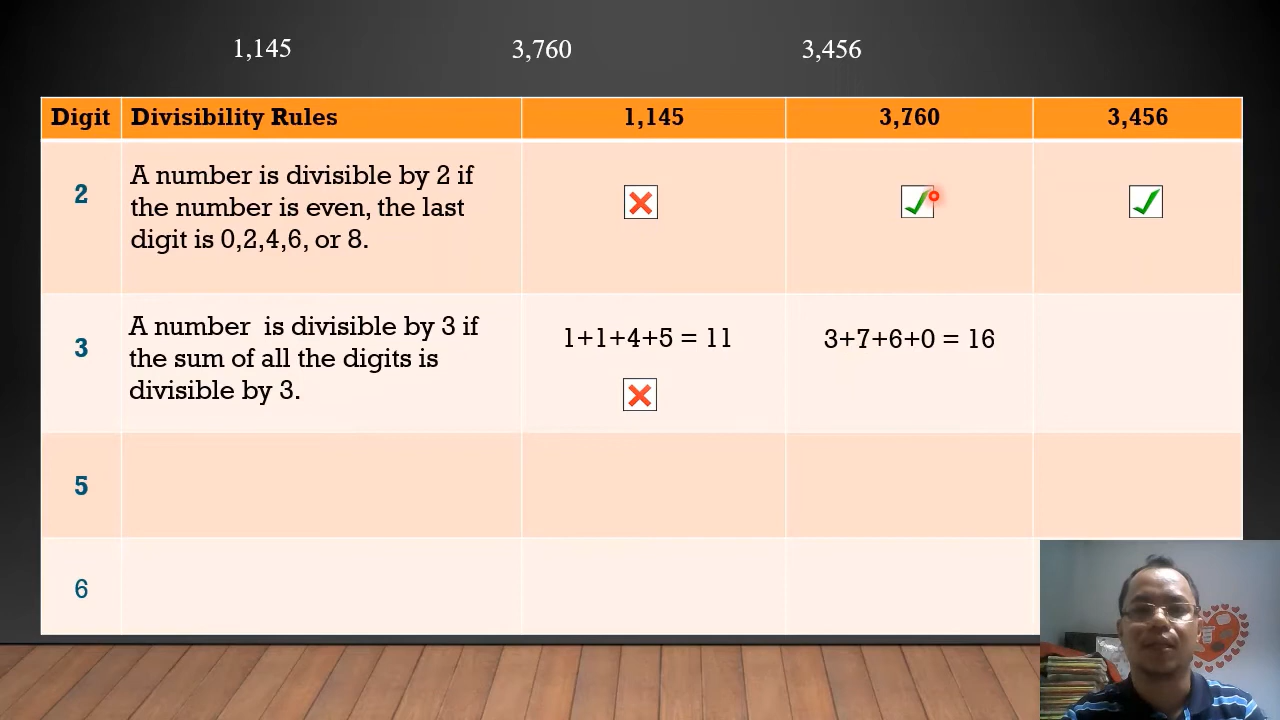 1,145 3,760 3,456
Digit Divisibility Rules 1,145 3,760 3,456
2
A number is divisible by 2 if
the number is even, the last
digit is 0,2,4,6, or 8.
3
A number is divisible by 3 if
the sum of all the digits is
divisible by 3.
1+1+4+5 = 11
3+7+6+0 = 16
5
6